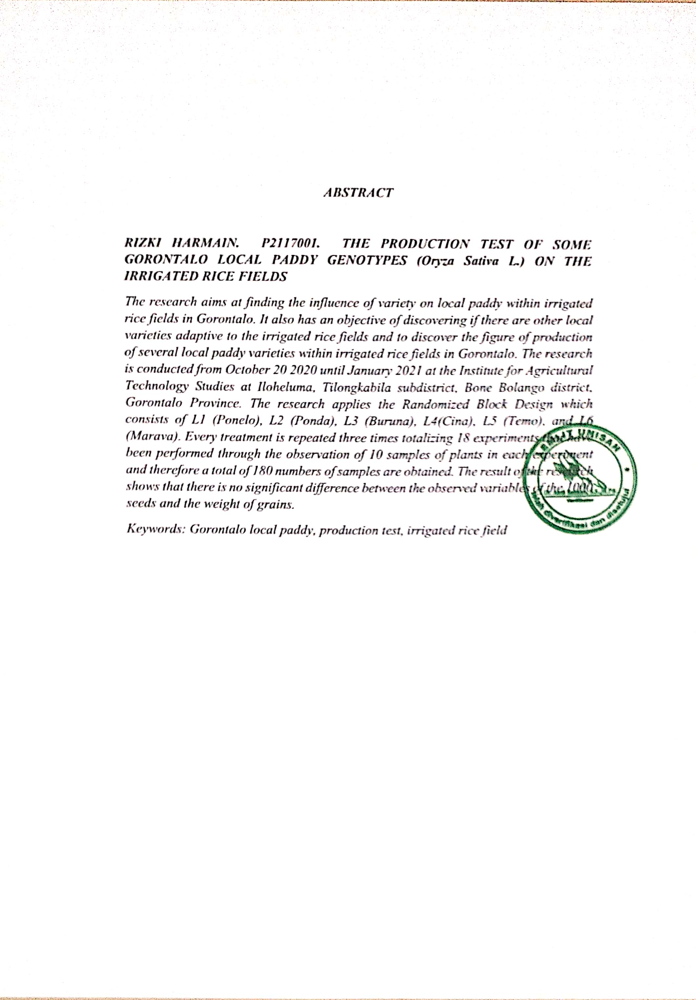 ABSTRACT
RIZKI HARMAIN. P2117001. THE PRODUCTION TEST OF SOME
GORONTALO LOCAL PADDY GENOTYPES (Oryza Sativa L.) ON THE
IRRIGATED RICE FIELDS
The research aims at finding the influence of variety on local paddy within irrigated
rice fields in Gorontalo. It also has an objective of discovering if there are other local
varieties adaptive to the irrigated rice fields and to discover the figure of production
of several local paddy varieties within irrigated rice fields in Gorontalo. The research
is conducted from October 20 2020 until January 2021 at the Institute for Agricultural
Technology Studies at Iloheluma, Tilongkabila subdistrict, Bone Bolango district,
Gorontalo Province. The research applies the Randomized Block Design which
consists of L1 (Ponelo), L2 (Ponda), L3 (Buruna), L4(Cina), L5 (Temo), and L6
(Marava). Every treatment is repeated three times totalizing 18 experiments
been performed through the observation of 10 samples of plants in each experiment
and therefore a total of 180 numbers of samples are obtained. The result of the research
shows that there is no significant difference between the observed variables of the 1000
seeds and the weight of grains.
Keywords: Gorontalo local paddy, production test, irrigated rice field
UNISAN
telah diverifikasi dan disetujui